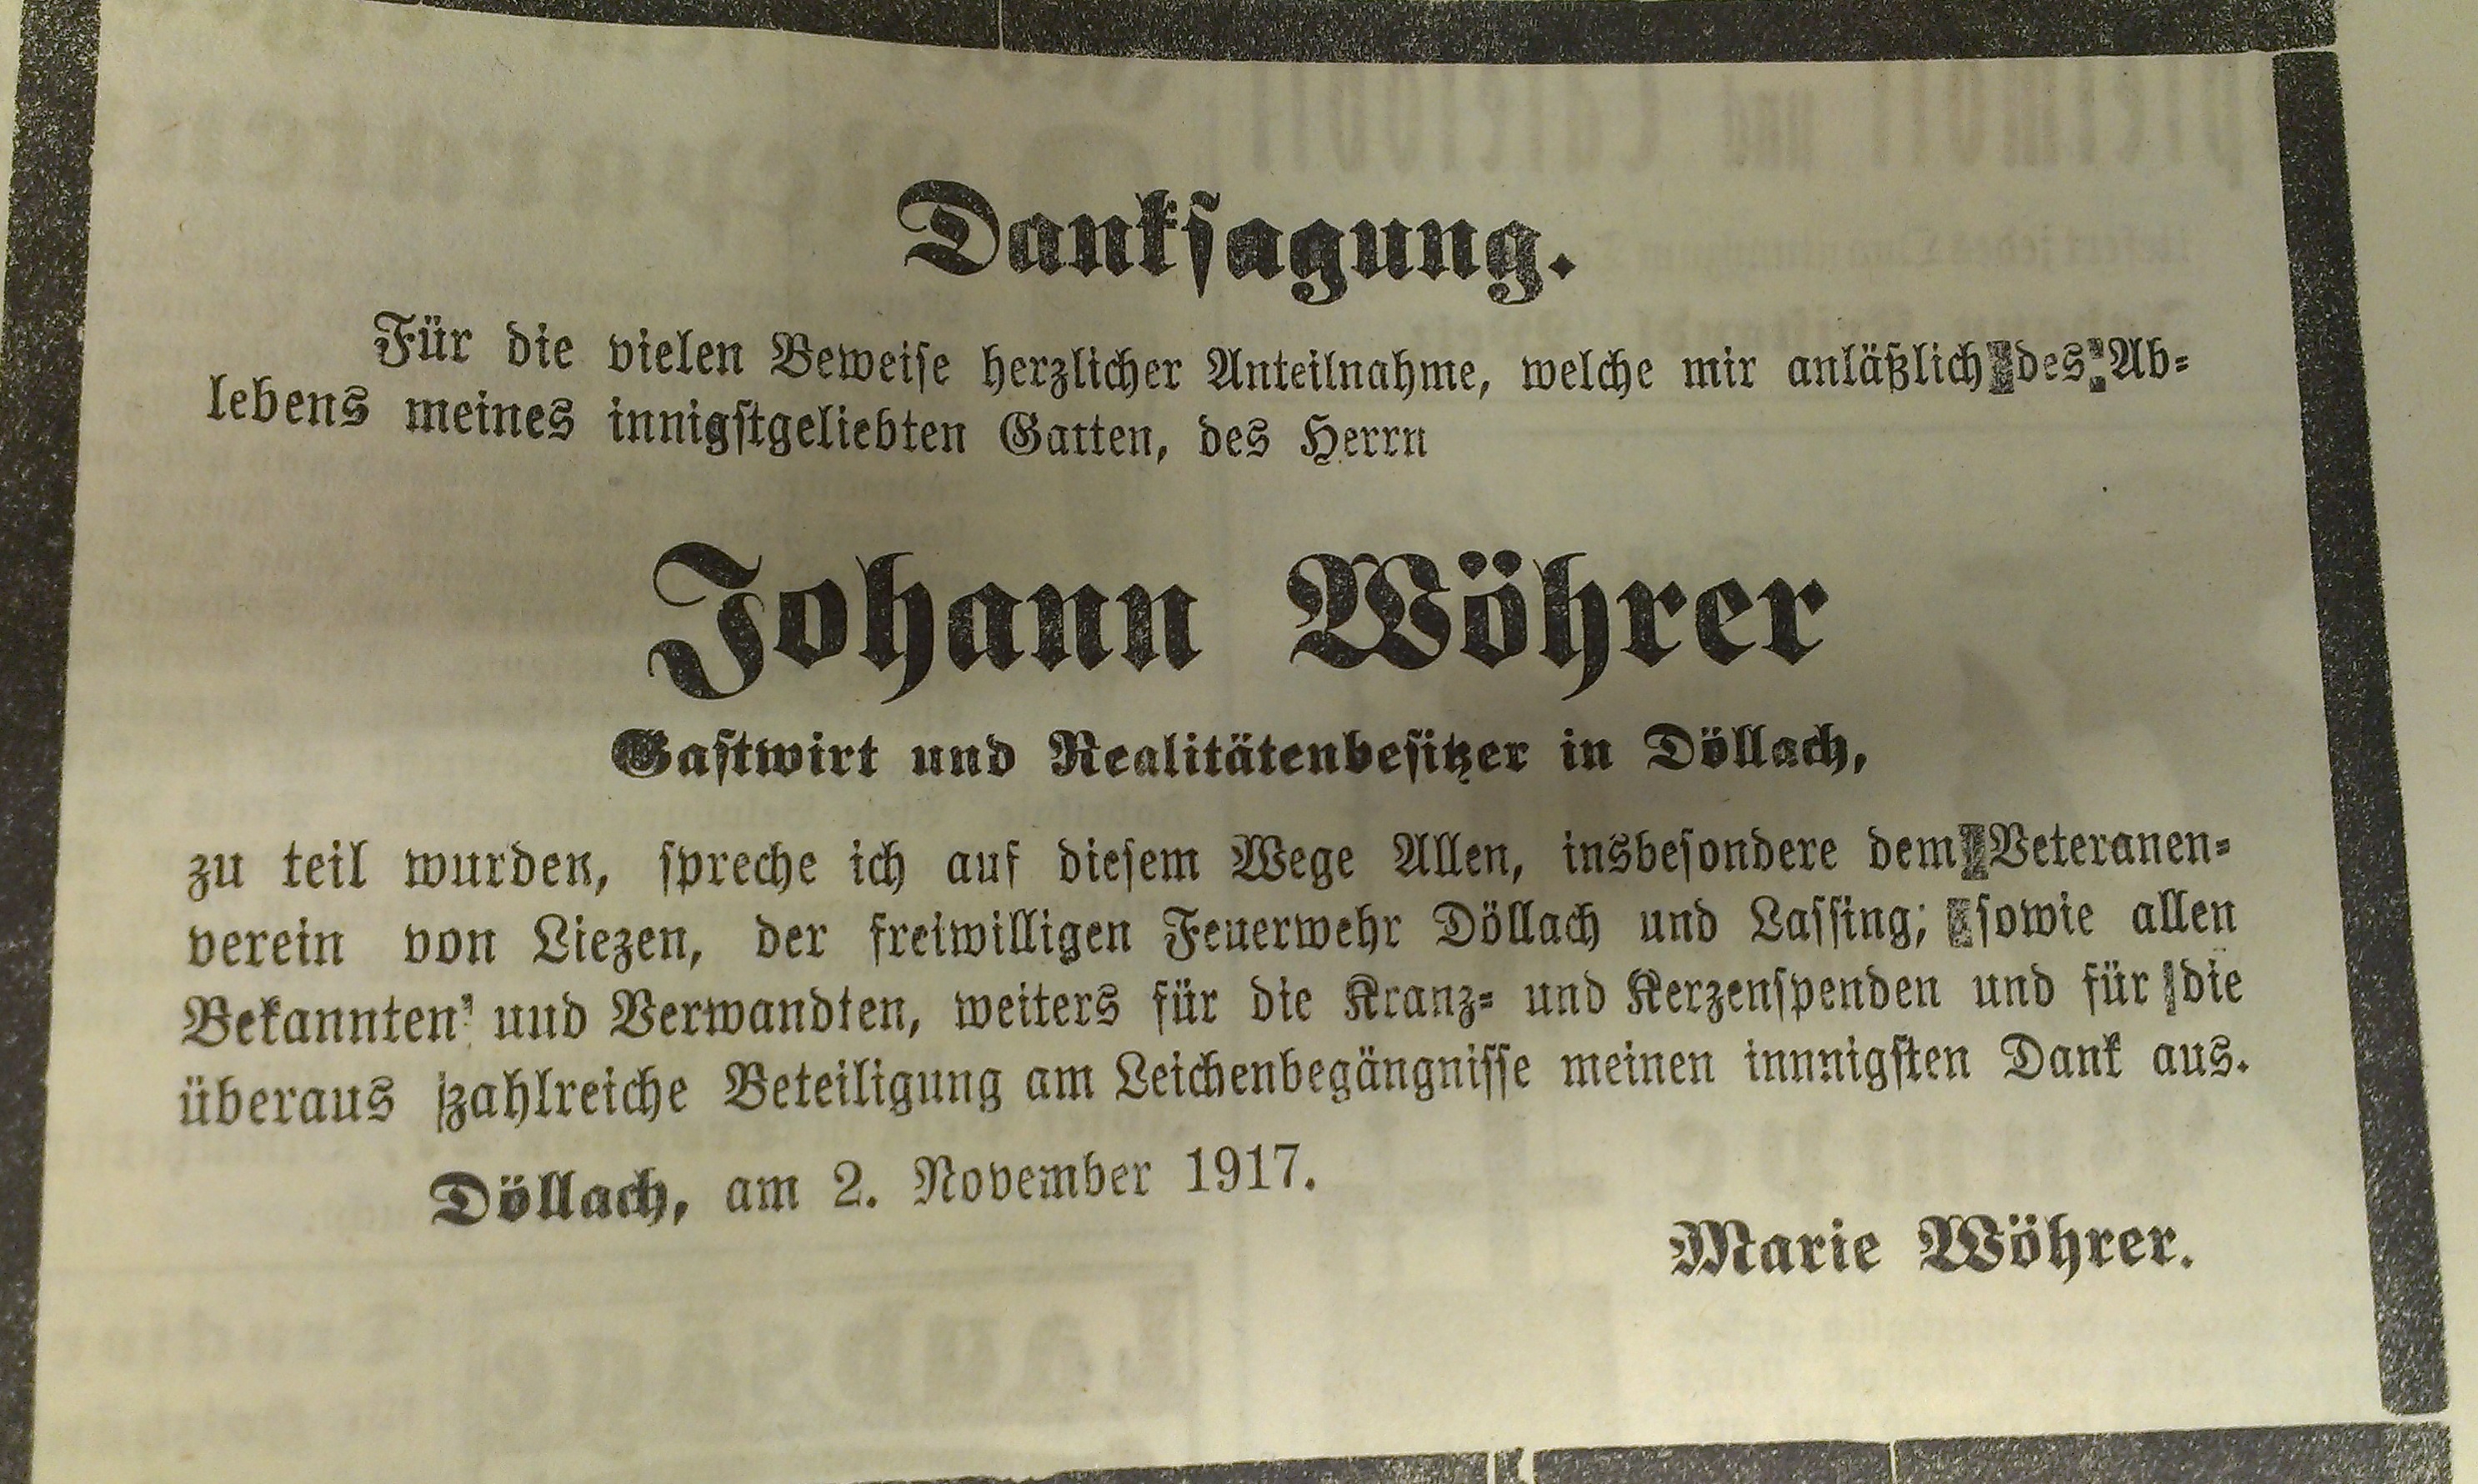 Danksagung.
Für die vielen Beweise herzlicher Anteilnahme, welche mir anläßlich des Ab-
lebens meines innigstgeliebten Gatten, des Herrn
Johann Wöhrer
Gastwirt und Realitätenbesitzer in Döllach,
zu teil wurden, spreche ich auf diesem Wege Allen, insbesondere dem Veteranen-
verein von Liezen, der freiwilligen Feuerwehr Döllach und Lassing, sowie allen
Bekannten und Verwandten, weiters für die Kranz- und Kerzenspenden und für die
überaus zahlreiche Beteiligung am Leichenbegängnisse meinen innnigsten Dank aus.
Döllach, am 2. November 1917.
Marie Wöhrer.